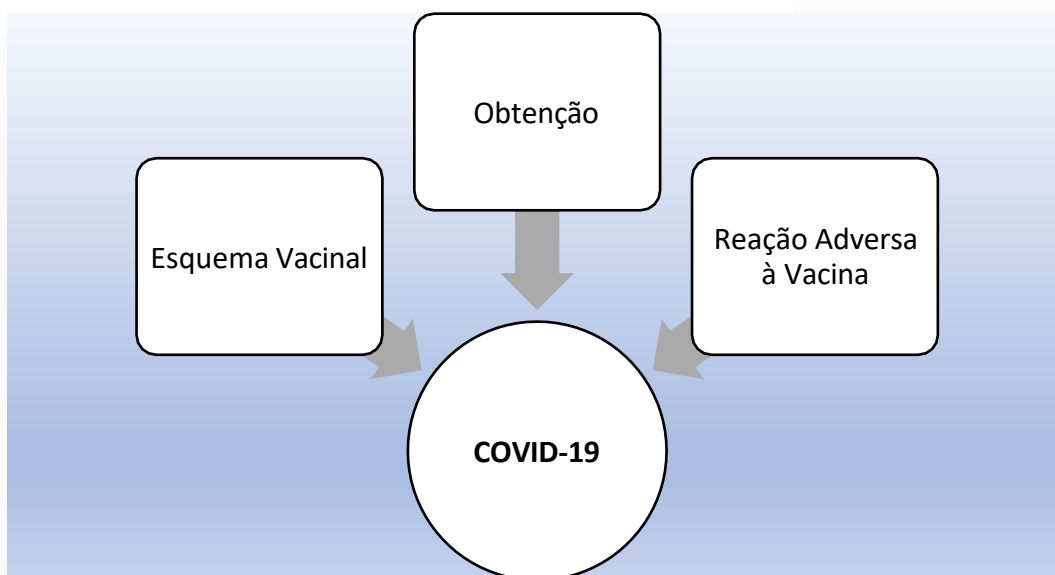 Obtenção
Esquema Vacinal
Reação Adversa
à Vacina
COVID-19